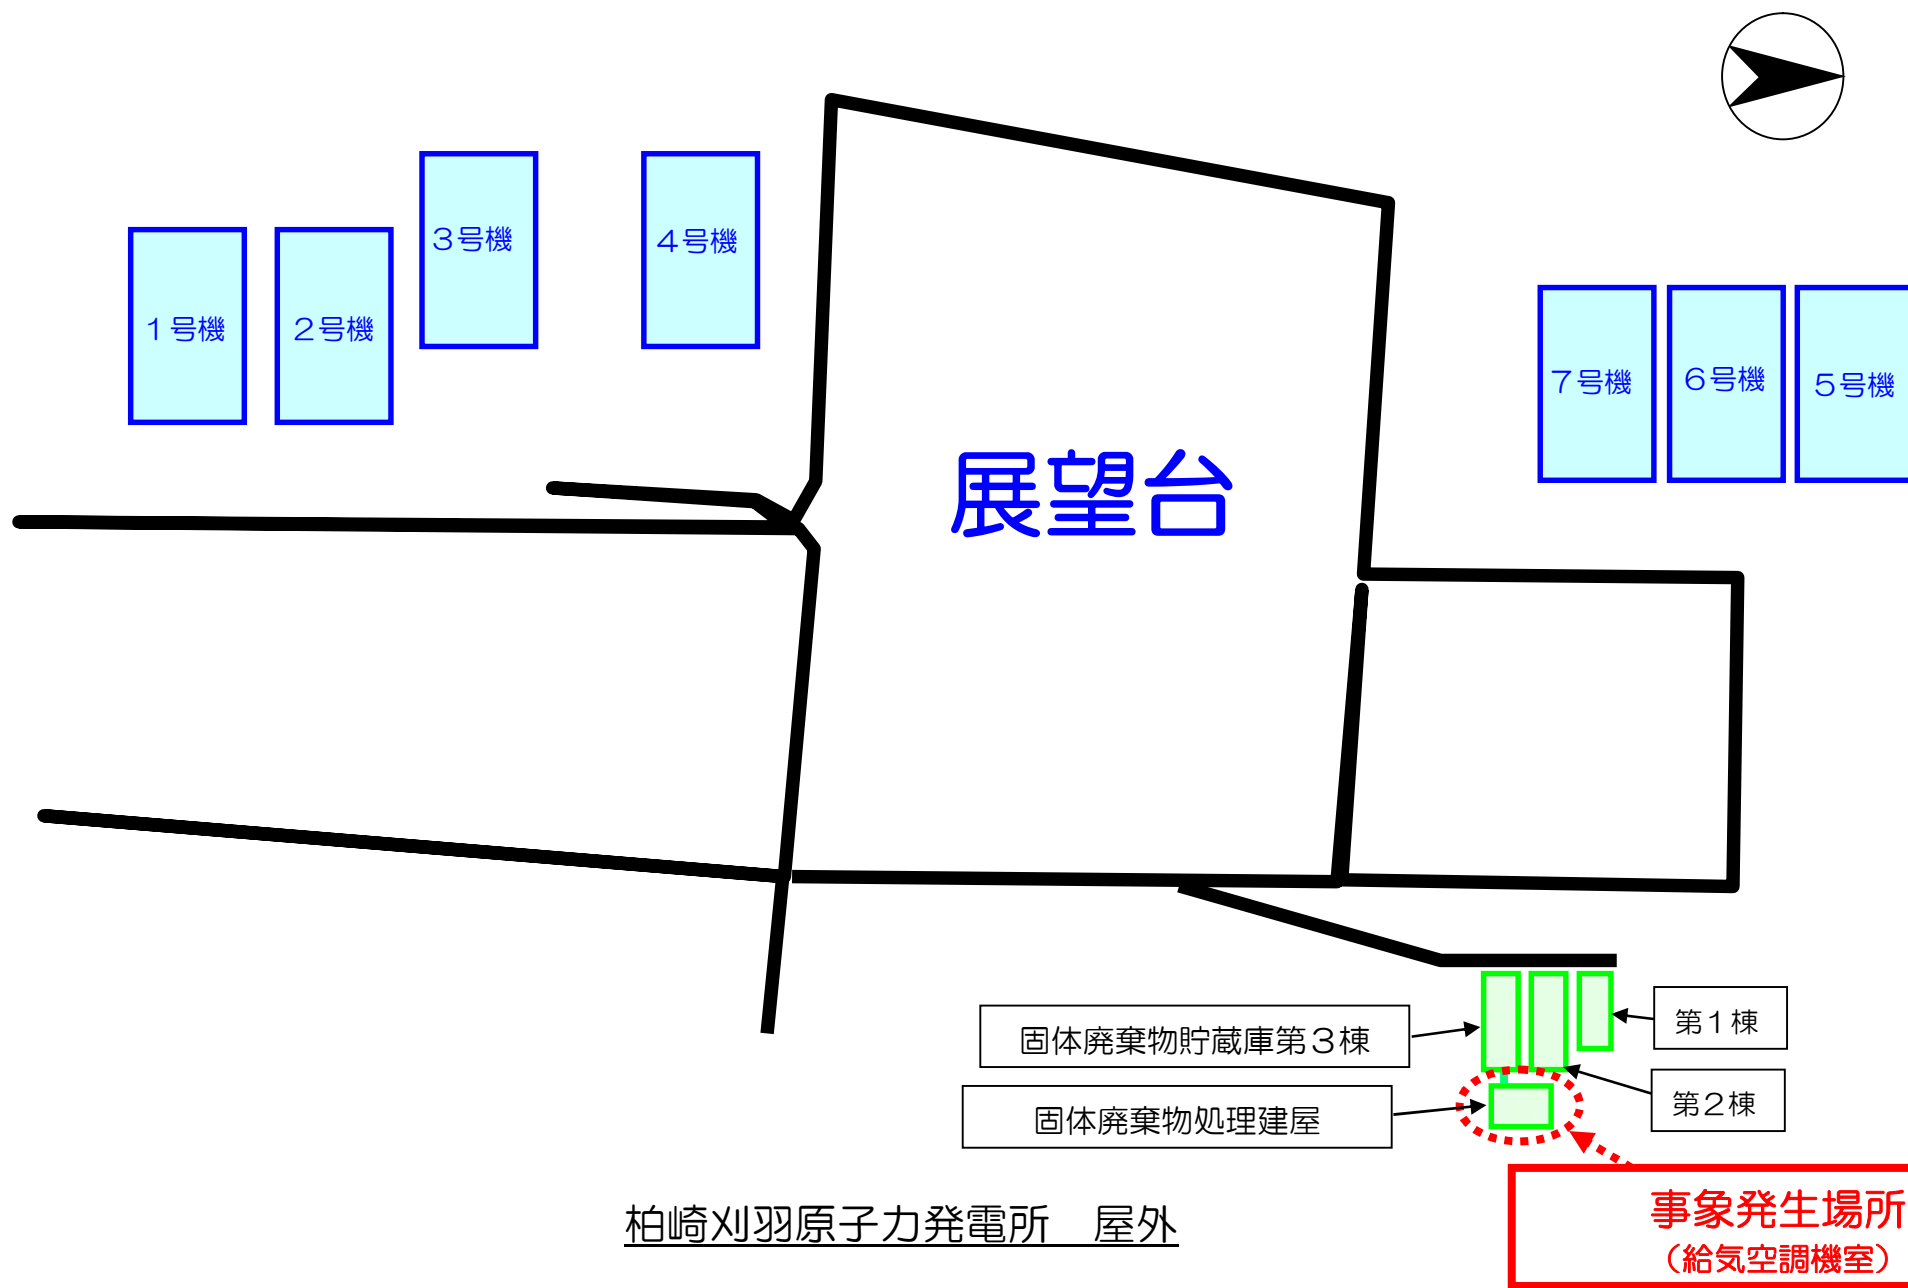 3号機
4号機
1号機
2号機
7号機
6号機
5号機
展望台
固体廃棄物貯蔵庫第3棟
第1棟
固体廃棄物処理建屋
第2棟
事象発生場所
（給気空調機室）
柏崎刈羽原子力発電所　屋外